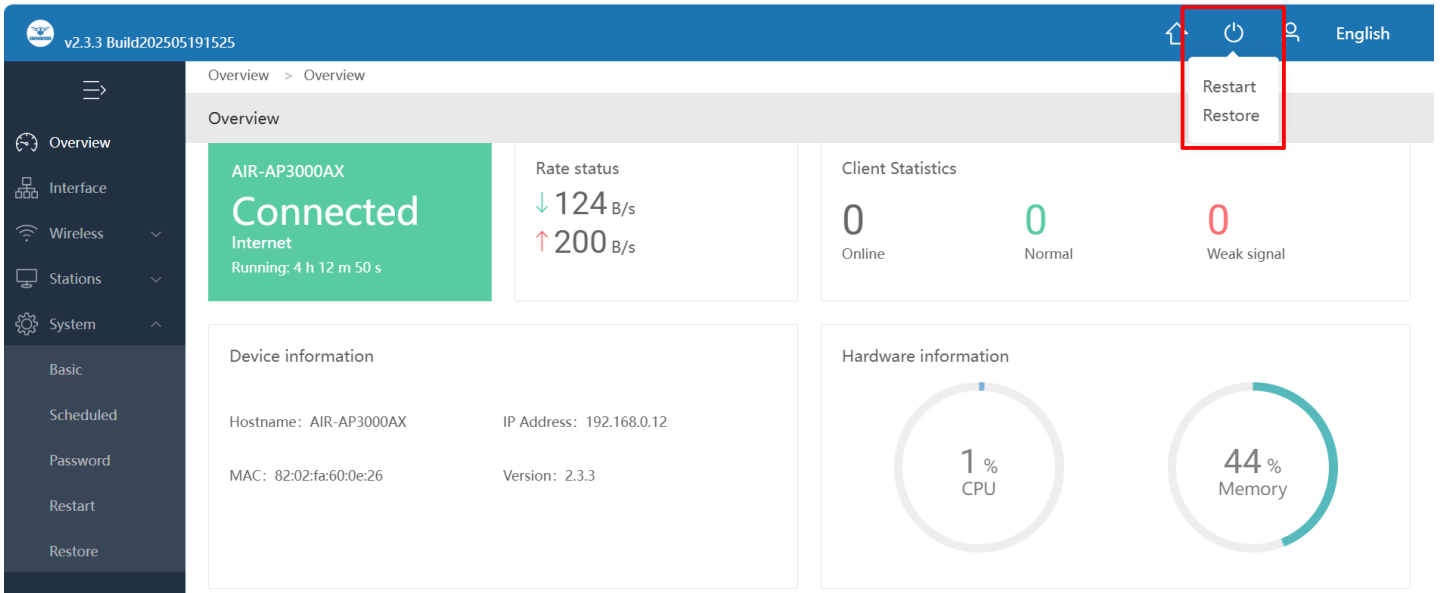 v2.3.3 Build202505191525
English
Restart
Restore
Overview > Overview
Overview
Overview
Interface
Wireless
Stations
System
Basic
Scheduled
Password
Restart
Restore
AIR-AP3000AX
Connected
Internet
Running: 4 h 12 m 50 s
Rate status
↓ 124 B/s
↑ 200 B/s
Client Statistics
0
Online
0
Normal
0
Weak signal
Device information
Hostname: AIR-AP3000AX
IP Address: 192.168.0.12
MAC: 82:02:fa:60:0e:26
Version: 2.3.3
Hardware information
1 %
CPU
44 %
Memory